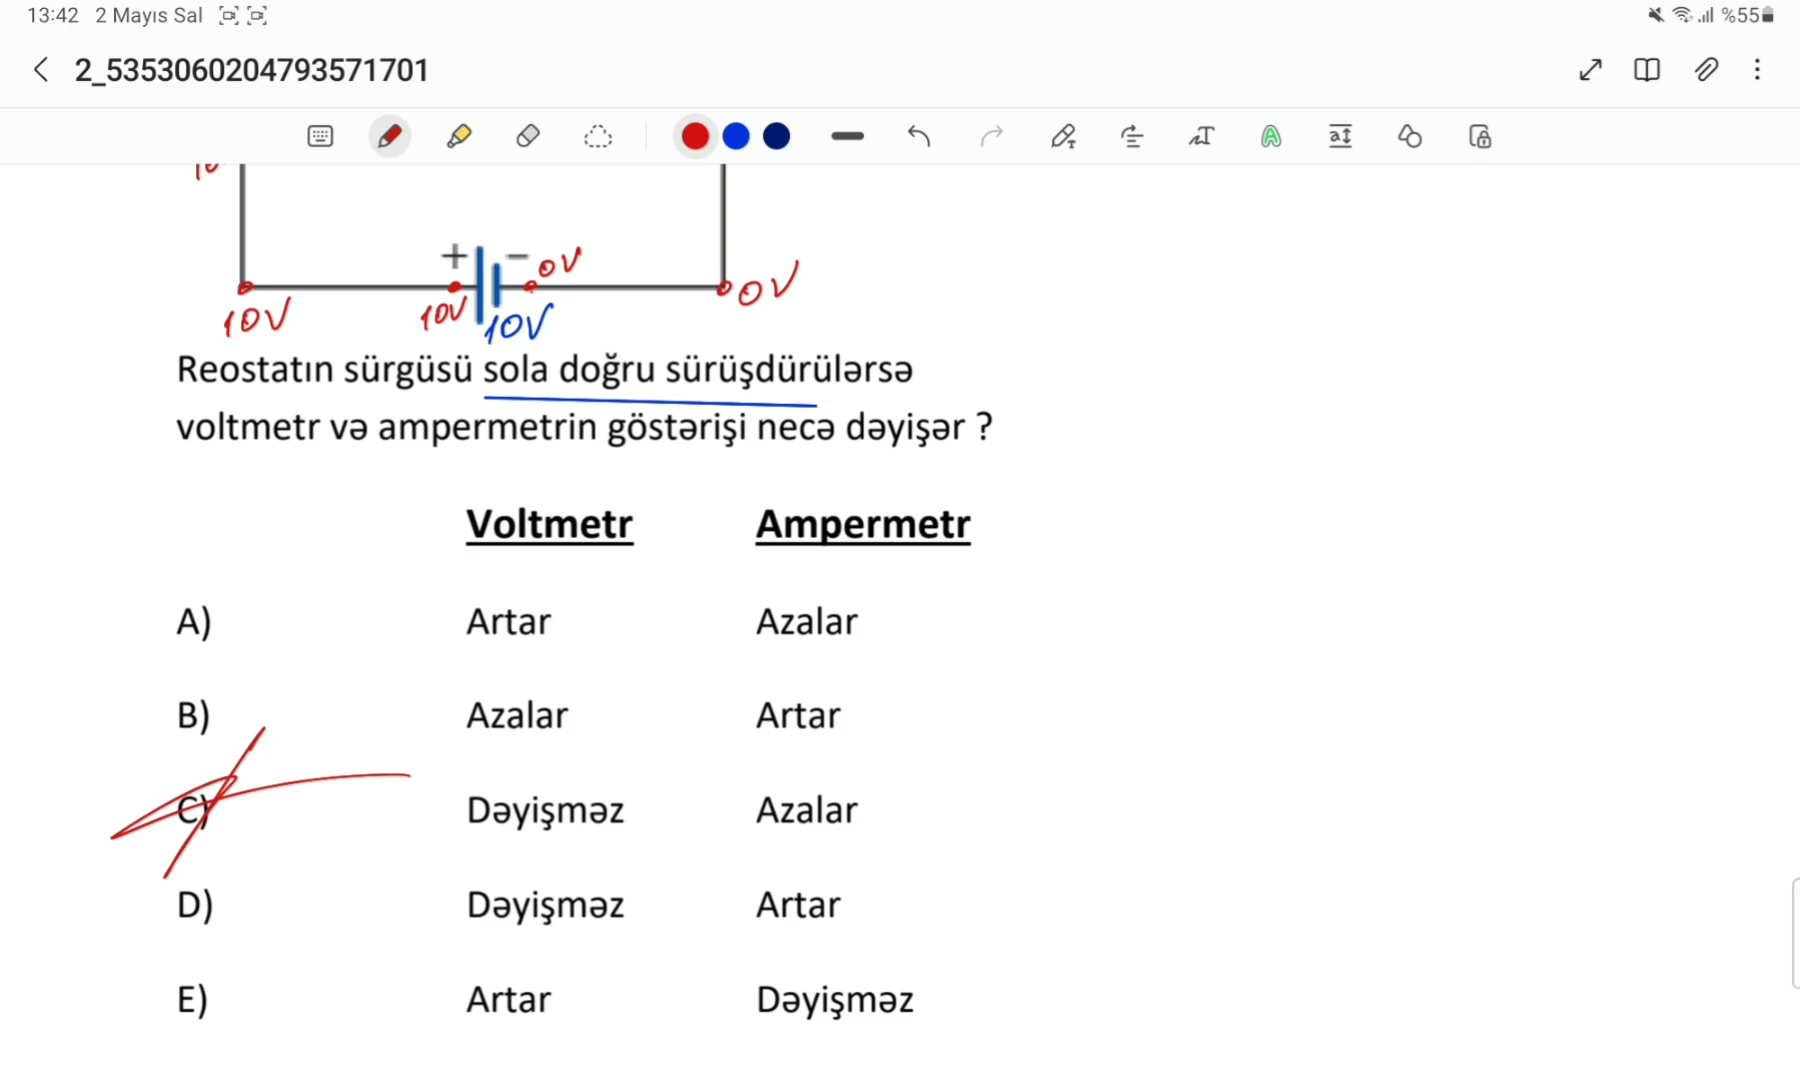 13:42 2 Mayıs Sal %55
2_5353060204793571701
+ − 0V
10V 10V 10V 0V
Reostatın sürgüsü sola doğru sürüşdürülərsə
voltmetr və ampermetrin göstərişi necə dəyişər ?
Voltmetr Ampermetr
A) Artar Azalar
B) Azalar Artar
C) Dəyişməz Azalar
D) Dəyişməz Artar
E) Artar Dəyişməz